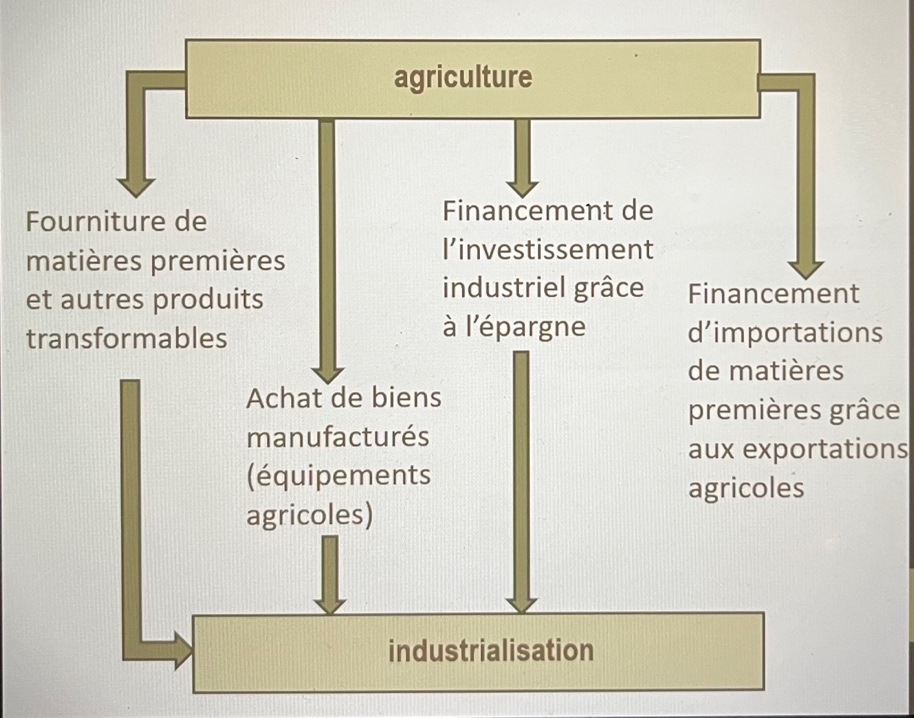 agriculture
Fourniture de
matières premières
et autres produits
transformables
Achat de biens
manufacturés
(équipements
agricoles)
Financement de
l'investissement
industriel grâce
à l'épargne
Financement
d'importations
de matières
premières grâce
aux exportations
agricoles
industrialisation